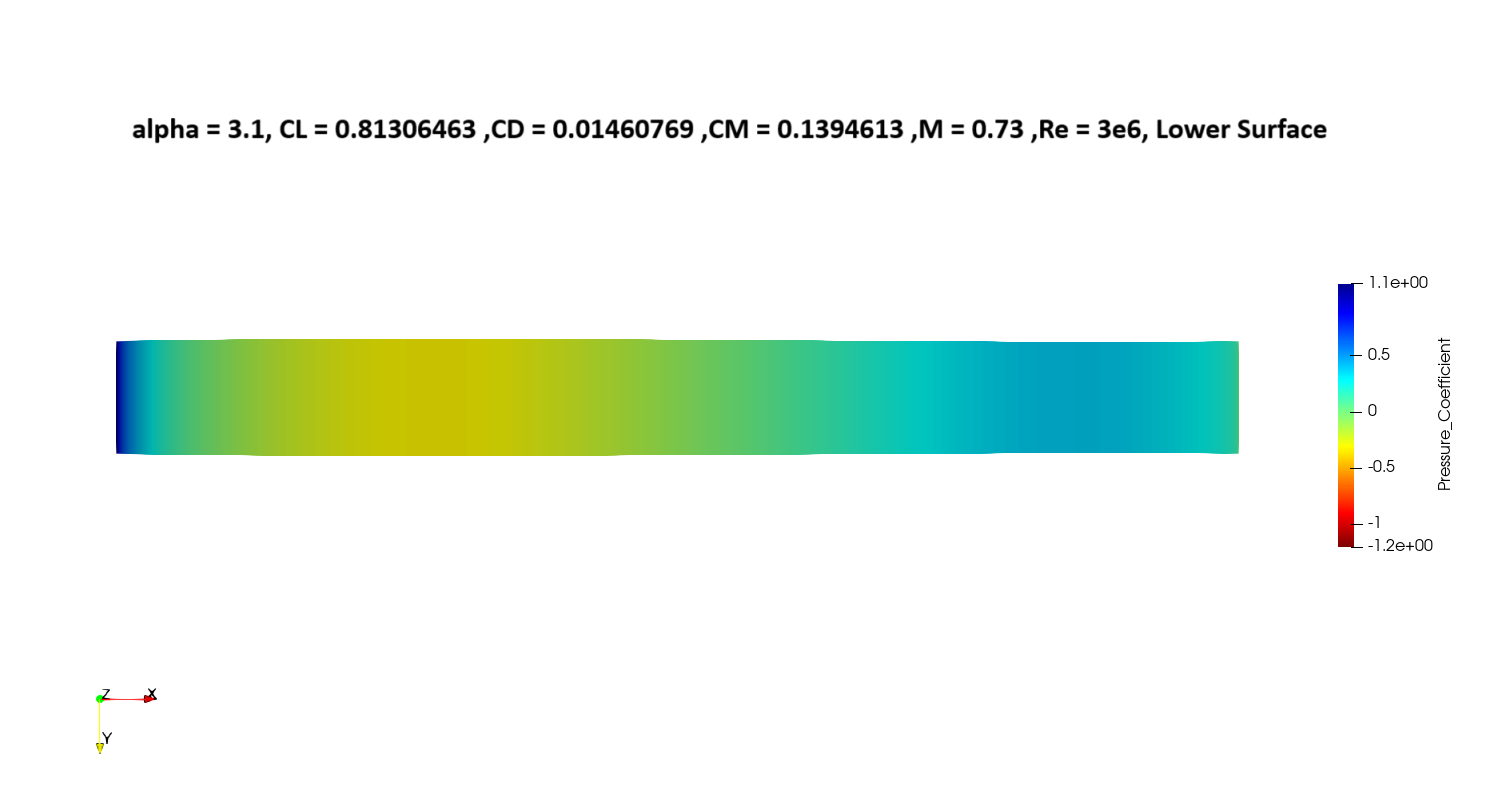 alpha = 3.1, CL = 0.81306463 ,CD = 0.01460769 ,CM = 0.1394613 ,M = 0.73 ,Re = 3e6, Lower Surface
1.1e+00
0.5
0
-0.5
-1
-1.2e+00
Pressure_Coefficient
Z
X
Y